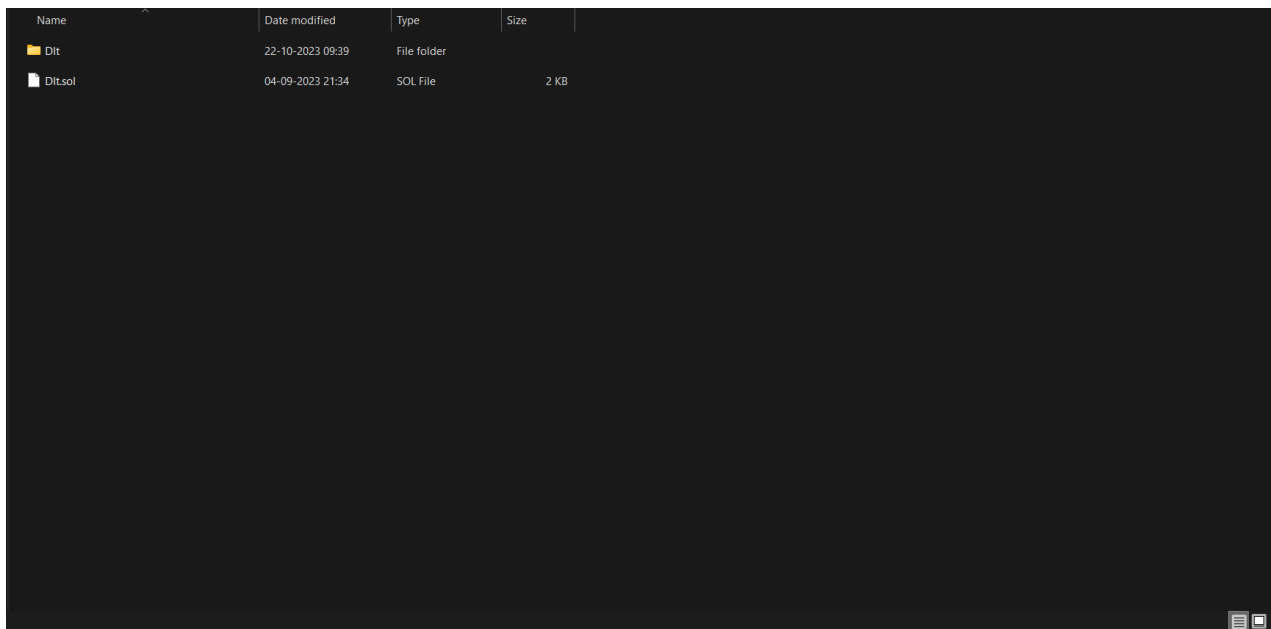 Name Date modified Type Size
Dlt 22-10-2023 09:39 File folder
Dlt.sol 04-09-2023 21:34 SOL File 2 KB